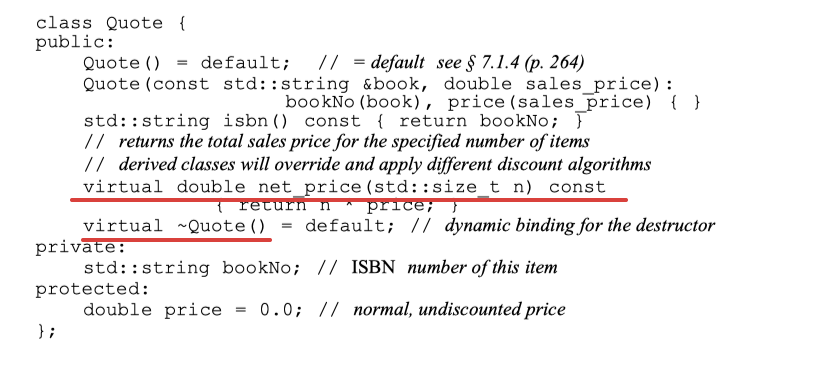 class Quote {
public:
Quote() = default; // = default see § 7.1.4 (p. 264)
Quote(const std::string &book, double sales_price):
bookNo(book), price(sales_price) { }
std::string isbn() const { return bookNo; }
// returns the total sales price for the specified number of items
// derived classes will override and apply different discount algorithms
virtual double net_price(std::size_t n) const
{ return n * price; }
virtual ~Quote() = default; // dynamic binding for the destructor
private:
std::string bookNo; // ISBN number of this item
protected:
double price = 0.0; // normal, undiscounted price
};